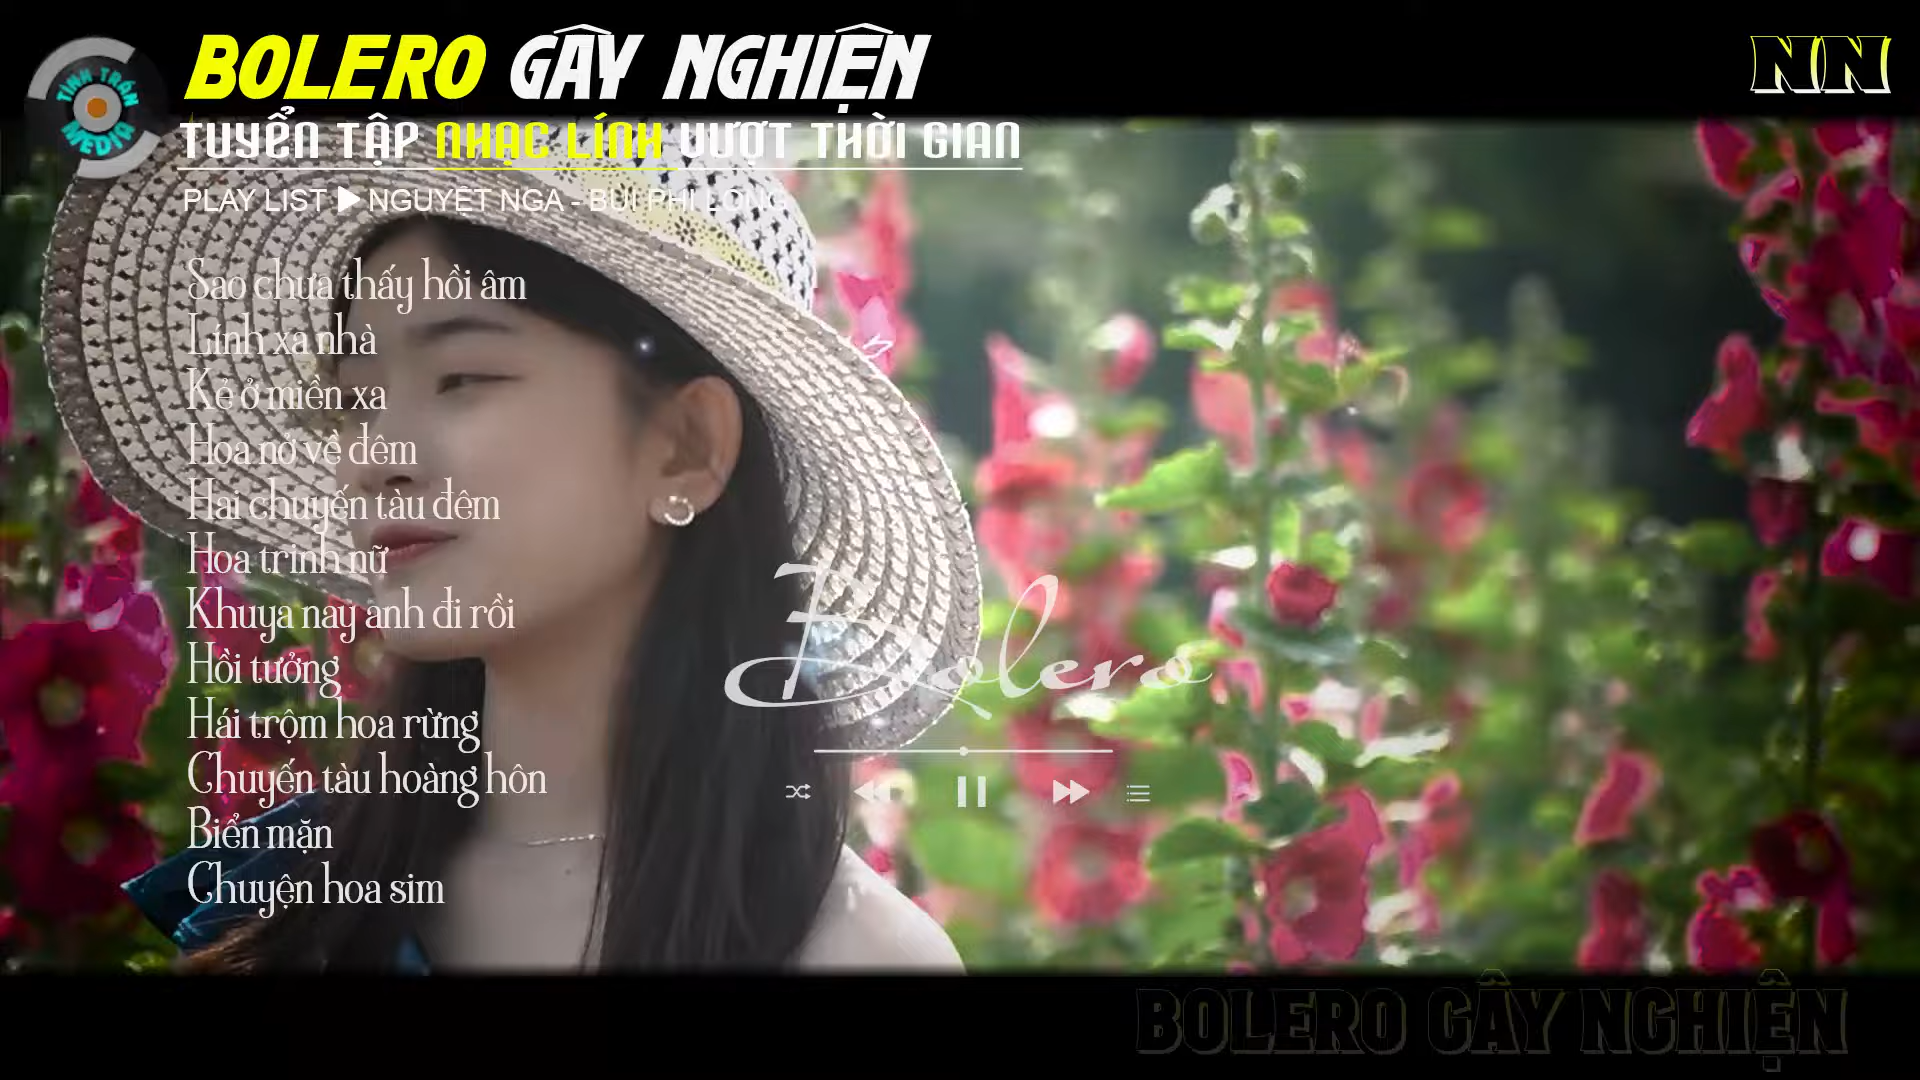 BOLERO GÂY NGHIỆN
NN
TÌNH TRẦN
MEDIA
TUYỂN TẬP NHẠC LÍNH VƯỢT THỜI GIAN
PLAY LIST ▶ NGUYỆT NGA - BÙI PHI LONG
Sao chưa thấy hồi âm
Lính xa nhà
Kẻ ở miền xa
Hoa nở về đêm
Hai chuyến tàu đêm
Hoa trinh nữ
Khuya nay anh đi rồi
Hồi tưởng
Hái trộm hoa rừng
Chuyến tàu hoàng hôn
Biển mặn
Chuyện hoa sim
Bolero
BOLERO GÂY NGHIỆN